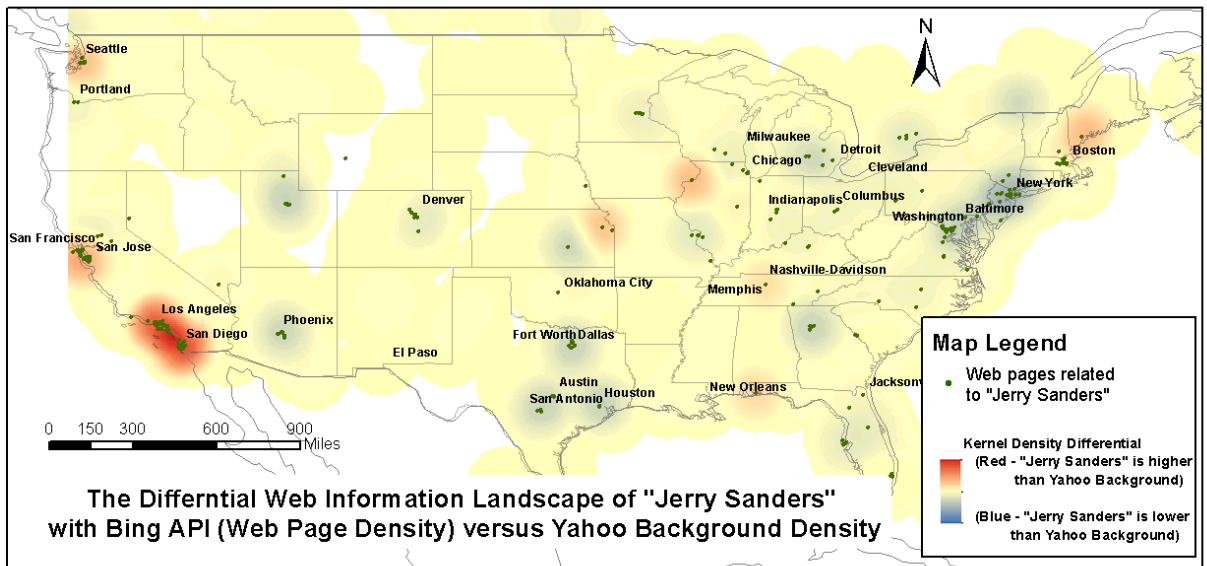 N
Seattle
Portland
Milwaukee
Detroit
Boston
Chicago
Cleveland
New York
Denver
Indianapolis
Columbus
Washington
Baltimore
San Francisco
San Jose
Nashville-Davidson
Oklahoma City
Memphis
Los Angeles
San Diego
Phoenix
Fort Worth
Dallas
El Paso
Austin
San Antonio
Houston
New Orleans
Jacksonv
0 150 300 600 900
Miles
The Differntial Web Information Landscape of "Jerry Sanders"
with Bing API (Web Page Density) versus Yahoo Background Density
Map Legend
Web pages related
to "Jerry Sanders"
Kernel Density Differential
(Red - "Jerry Sanders" is higher
than Yahoo Background)
(Blue - "Jerry Sanders" is lower
than Yahoo Background)